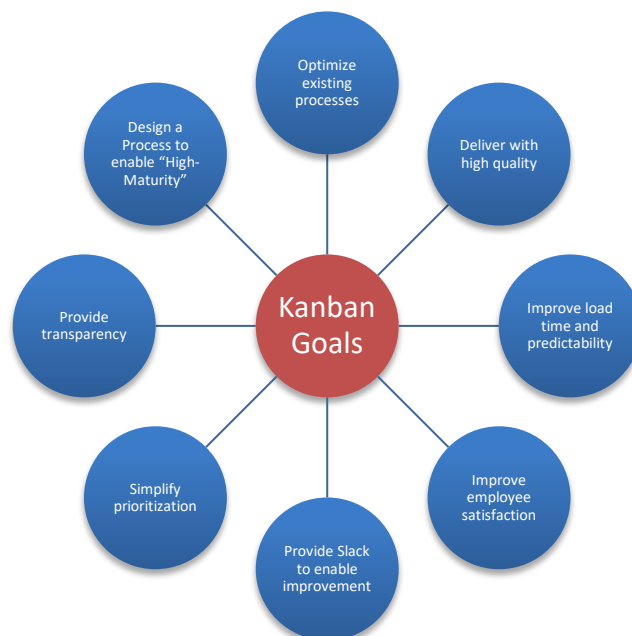 Optimize
existing
processes
Deliver with
high quality
Improve load
time and
predictability
Improve
employee
satisfaction
Provide Slack
to enable
improvement
Simplify
prioritization
Provide
transparency
Design a
Process to
enable “High-
Maturity”
Kanban
Goals